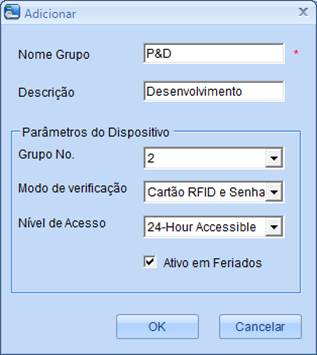 Adicionar
Nome Grupo P&D *
Descrição Desenvolvimento
Parâmetros do Dispositivo
Grupo No. 2
Modo de verificação Cartão RFID e Senha
Nível de Acesso 24-Hour Accessible
Ativo em Feriados
OK Cancelar